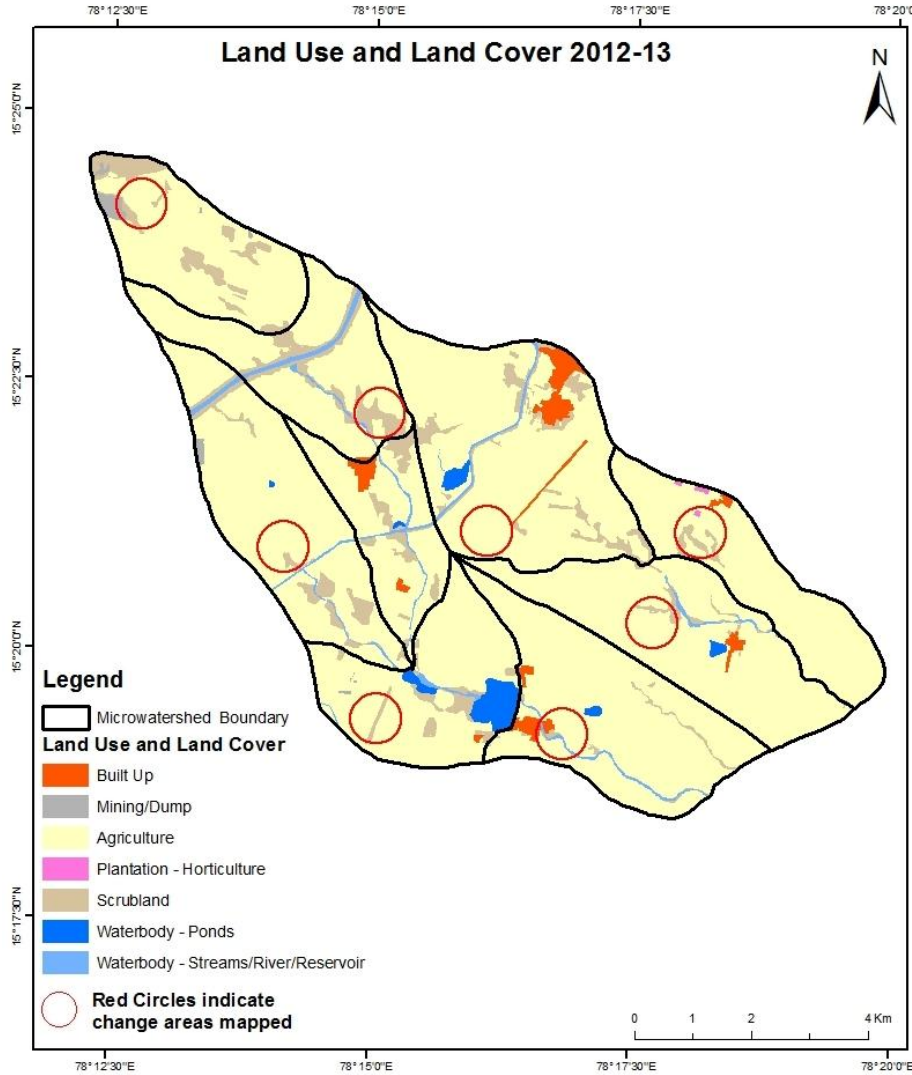 78°12'30"E 78°15'0"E 78°17'30"E 78°20'0"E
Land Use and Land Cover 2012-13
N
15°25'0"N
15°22'30"N
15°20'0"N
15°17'30"N
Legend
Microwatershed Boundary
Land Use and Land Cover
Built Up
Mining/Dump
Agriculture
Plantation - Horticulture
Scrubland
Waterbody - Ponds
Waterbody - Streams/River/Reservoir
Red Circles indicate
change areas mapped
0 1 2 4 Km
78°12'30"E 78°15'0"E 78°17'30"E 78°20'0"E